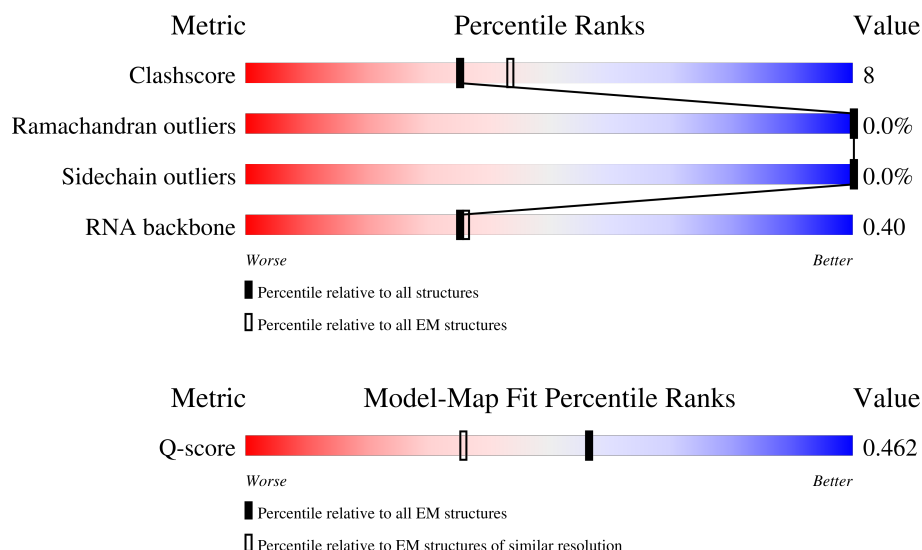 Metric Percentile Ranks Value
Clashscore 8
Ramachandran outliers 0.0%
Sidechain outliers 0.0%
RNA backbone 0.40
Worse Better
Percentile relative to all structures
Percentile relative to all EM structures
Metric Model-Map Fit Percentile Ranks Value
Q-score 0.462
Worse Better
Percentile relative to all EM structures
Percentile relative to EM structures of similar resolution